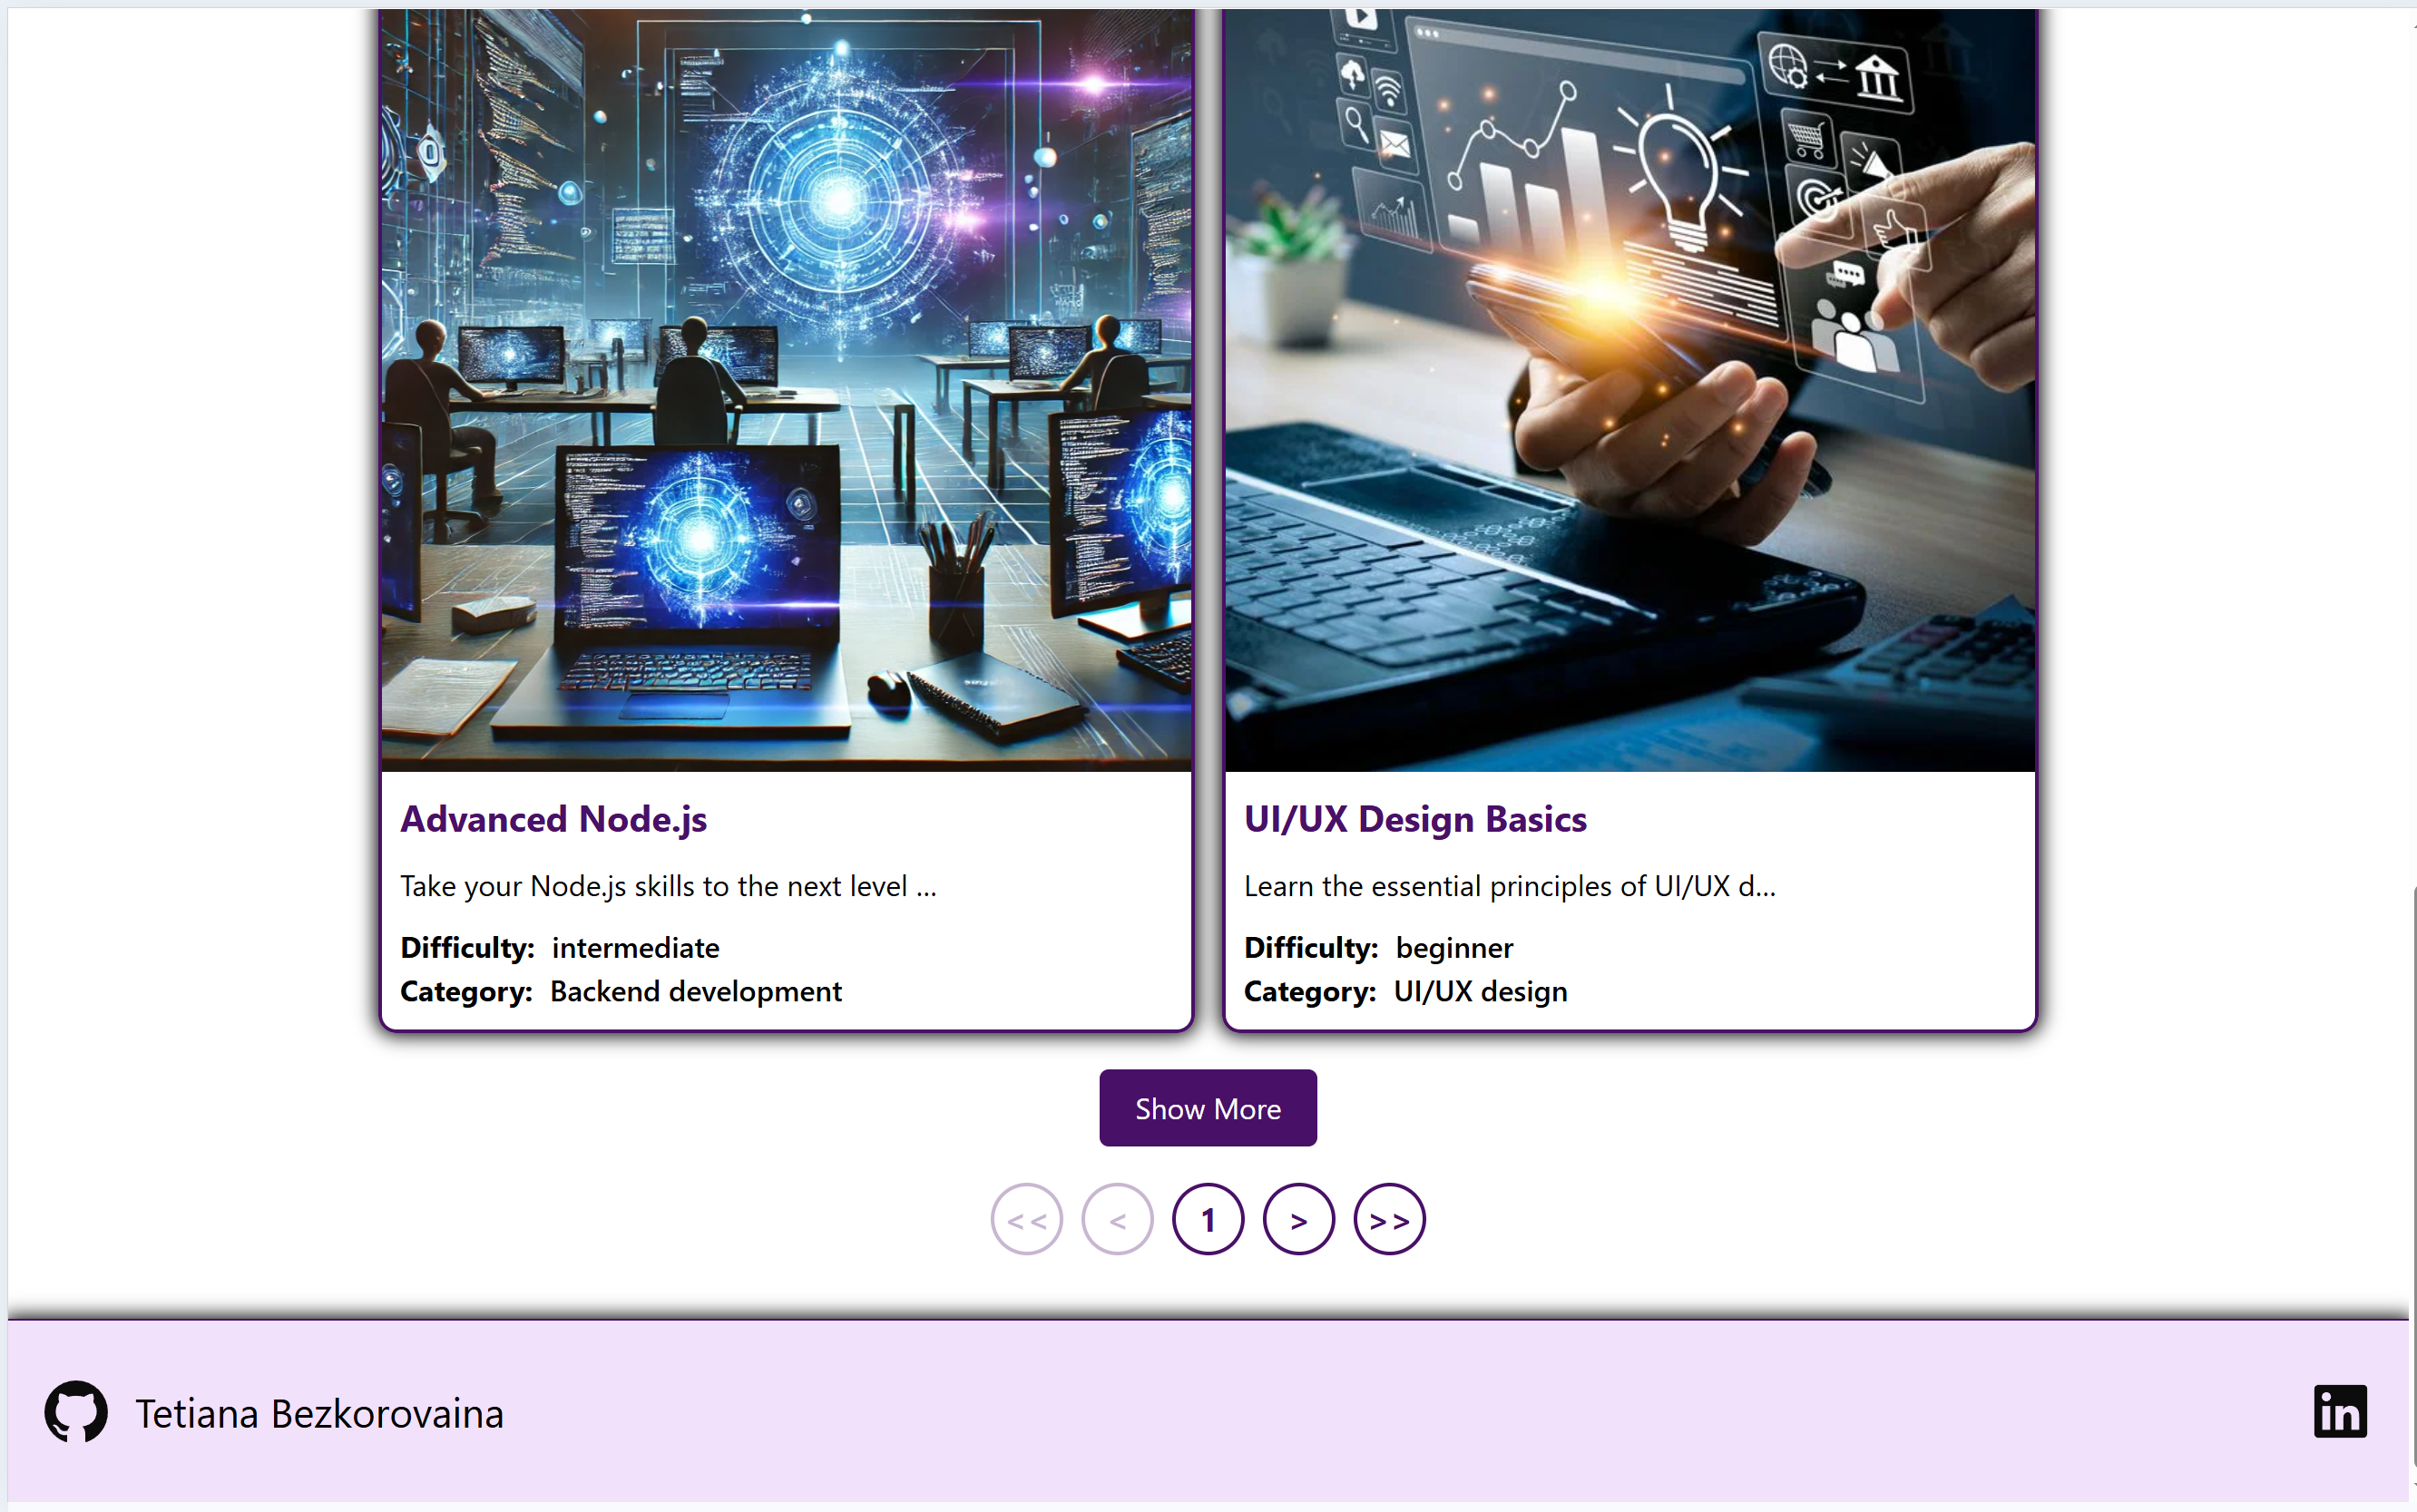 Advanced Node.js
Take your Node.js skills to the next level ...
Difficulty: intermediate
Category: Backend development
UI/UX Design Basics
Learn the essential principles of UI/UX d...
Difficulty: beginner
Category: UI/UX design
Show More
<< < 1 > >>
Tetiana Bezkorovaina
in